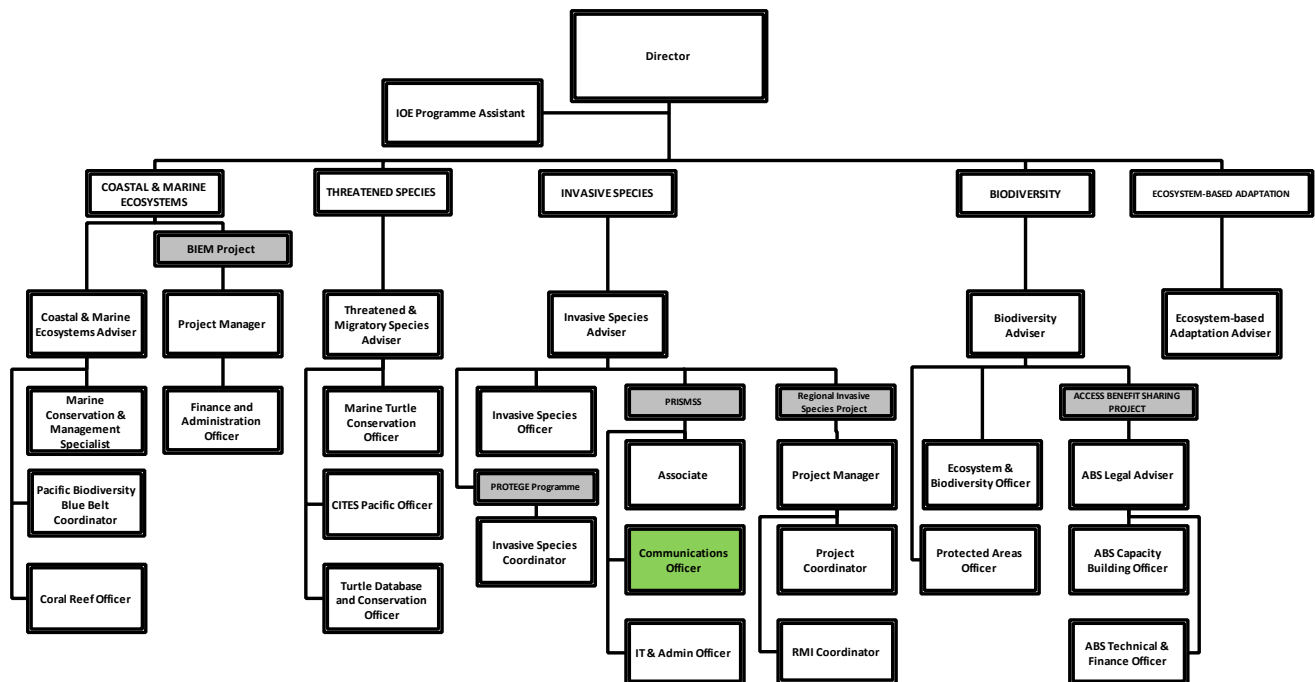 Director
IOE Programme Assistant
COASTAL & MARINE
ECOSYSTEMS
THREATENED SPECIES
INVASIVE SPECIES
BIODIVERSITY
ECOSYSTEM-BASED ADAPTATION
BIEM Project
Coastal & Marine
Ecosystems Adviser
Project Manager
Threatened &
Migratory Species
Adviser
Invasive Species
Adviser
Biodiversity
Adviser
Ecosystem-based
Adaptation Adviser
Marine
Conservation &
Management
Specialist
Finance and
Administration
Officer
Marine Turtle
Conservation
Officer
Invasive Species
Officer
PRISMSS
Regional Invasive
Species Project
ACCESS BENEFIT SHARING
PROJECT
Associate
Project Manager
Ecosystem &
Biodiversity Officer
ABS Legal Adviser
Pacific Biodiversity
Blue Belt
Coordinator
CITES Pacific Officer
PROTEGE Programme
Invasive Species
Coordinator
Communications
Officer
Project
Coordinator
Protected Areas
Officer
ABS Capacity
Building Officer
Coral Reef Officer
Turtle Database
and Conservation
Officer
IT & Admin Officer
RMI Coordinator
ABS Technical &
Finance Officer